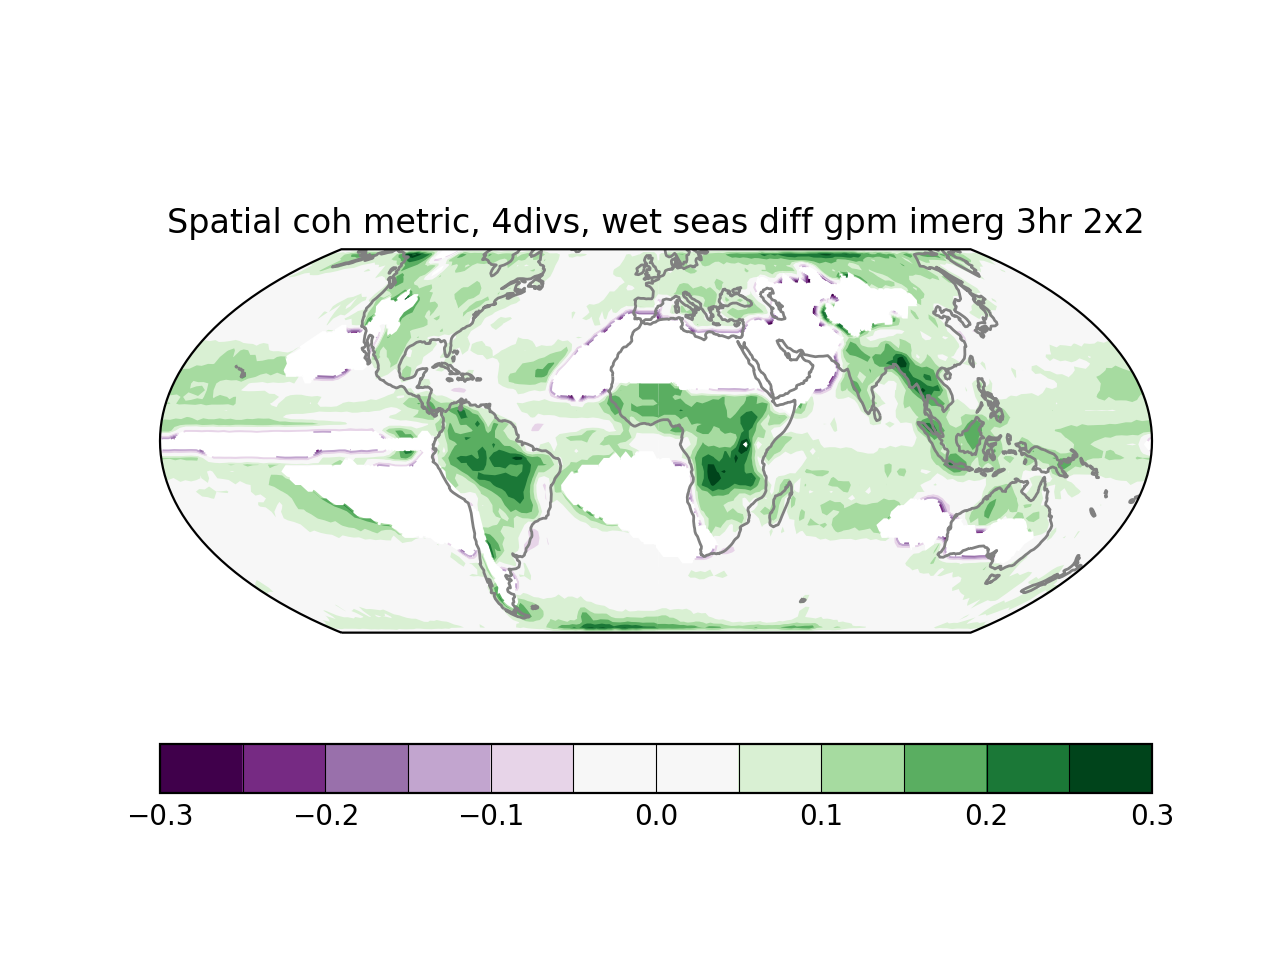 Spatial coh metric, 4divs, wet seas diff gpm imerg 3hr 2x2
−0.3 −0.2 −0.1 0.0 0.1 0.2 0.3